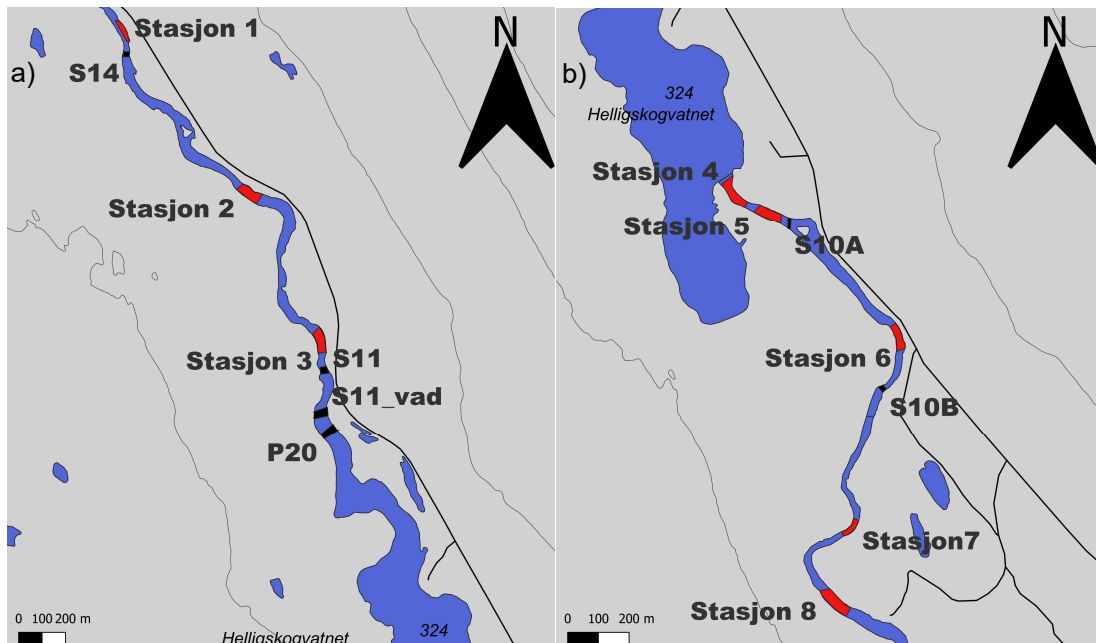 a)
Stasjon 1
N
S14
Stasjon 2
Stasjon 3
S11
S11_vad
P20
0 100 200 m
Helligskogvatnet
324
b)
N
324
Helligskogvatnet
Stasjon 4
Stasjon 5
S10A
Stasjon 6
S10B
Stasjon7
Stasjon 8
0 100 200 m